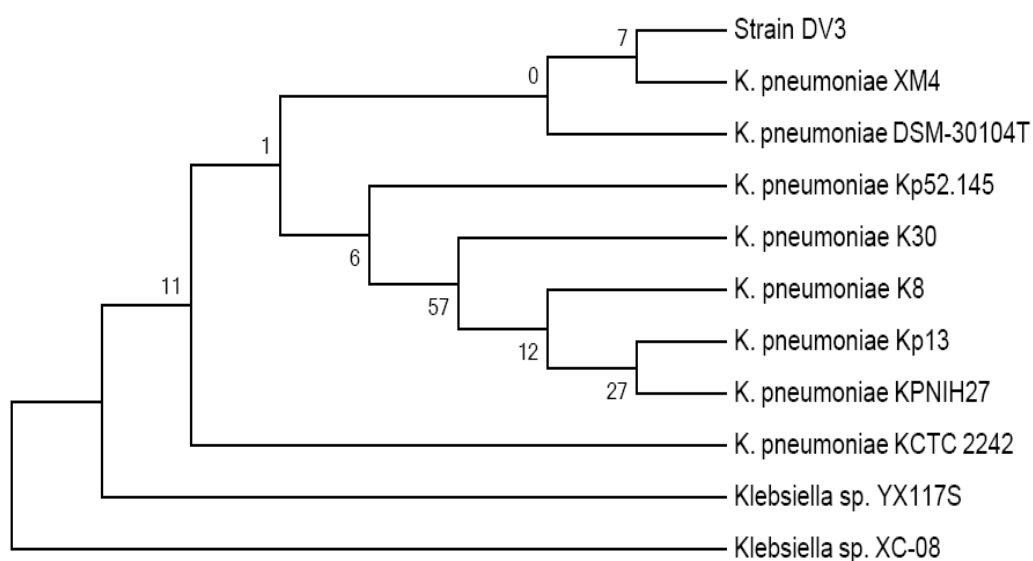 Strain DV3
7
K. pneumoniae XM4
0
K. pneumoniae DSM-30104T
1
K. pneumoniae Kp52.145
6
K. pneumoniae K30
11
K. pneumoniae K8
57
K. pneumoniae Kp13
12
K. pneumoniae KPNIH27
27
K. pneumoniae KCTC 2242
Klebsiella sp. YX117S
Klebsiella sp. XC-08